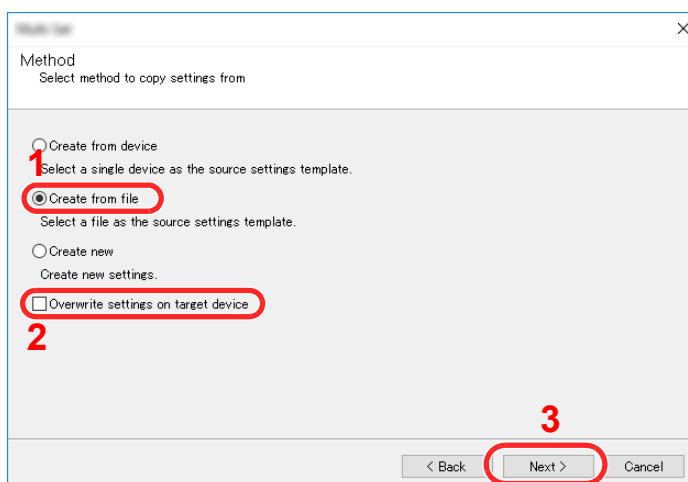 Method
Select method to copy settings from
Create from device
1
Select a single device as the source settings template.
Create from file
Select a file as the source settings template.
Create new
Create new settings.
Overwrite settings on target device
2
3
< Back
Next >
Cancel